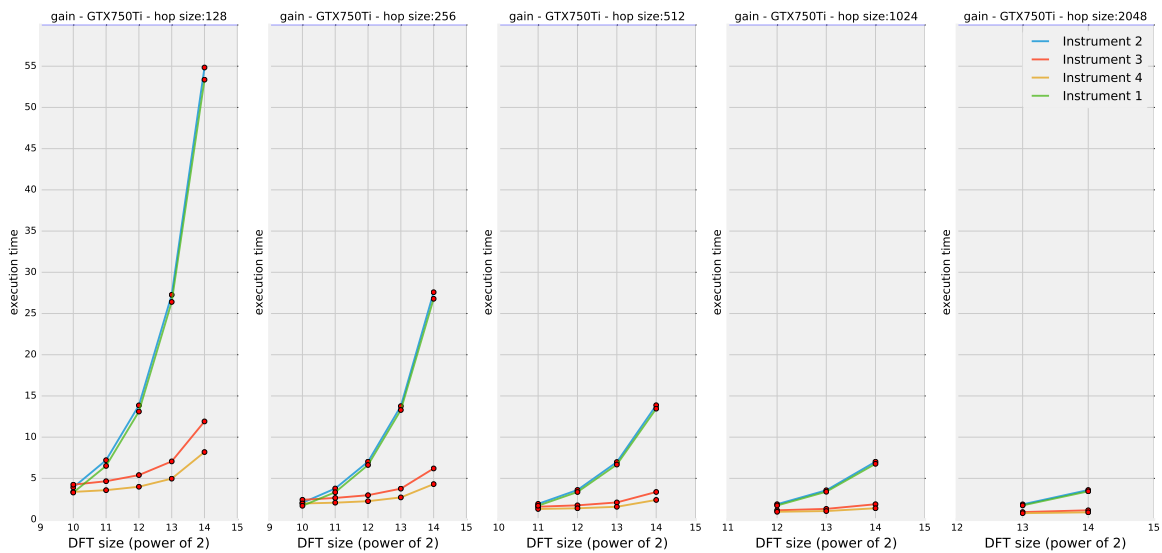 gain - GTX750Ti - hop size:128
gain - GTX750Ti - hop size:256
gain - GTX750Ti - hop size:512
gain - GTX750Ti - hop size:1024
gain - GTX750Ti - hop size:2048
Instrument 2
Instrument 3
Instrument 4
Instrument 1
55
50
45
40
35
30
25
20
15
10
5
0
execution time
execution time
execution time
execution time
execution time
9 10 11 12 13 14 15
9 10 11 12 13 14 15
10 11 12 13 14 15
11 12 13 14 15
12 13 14 15
DFT size (power of 2)
DFT size (power of 2)
DFT size (power of 2)
DFT size (power of 2)
DFT size (power of 2)